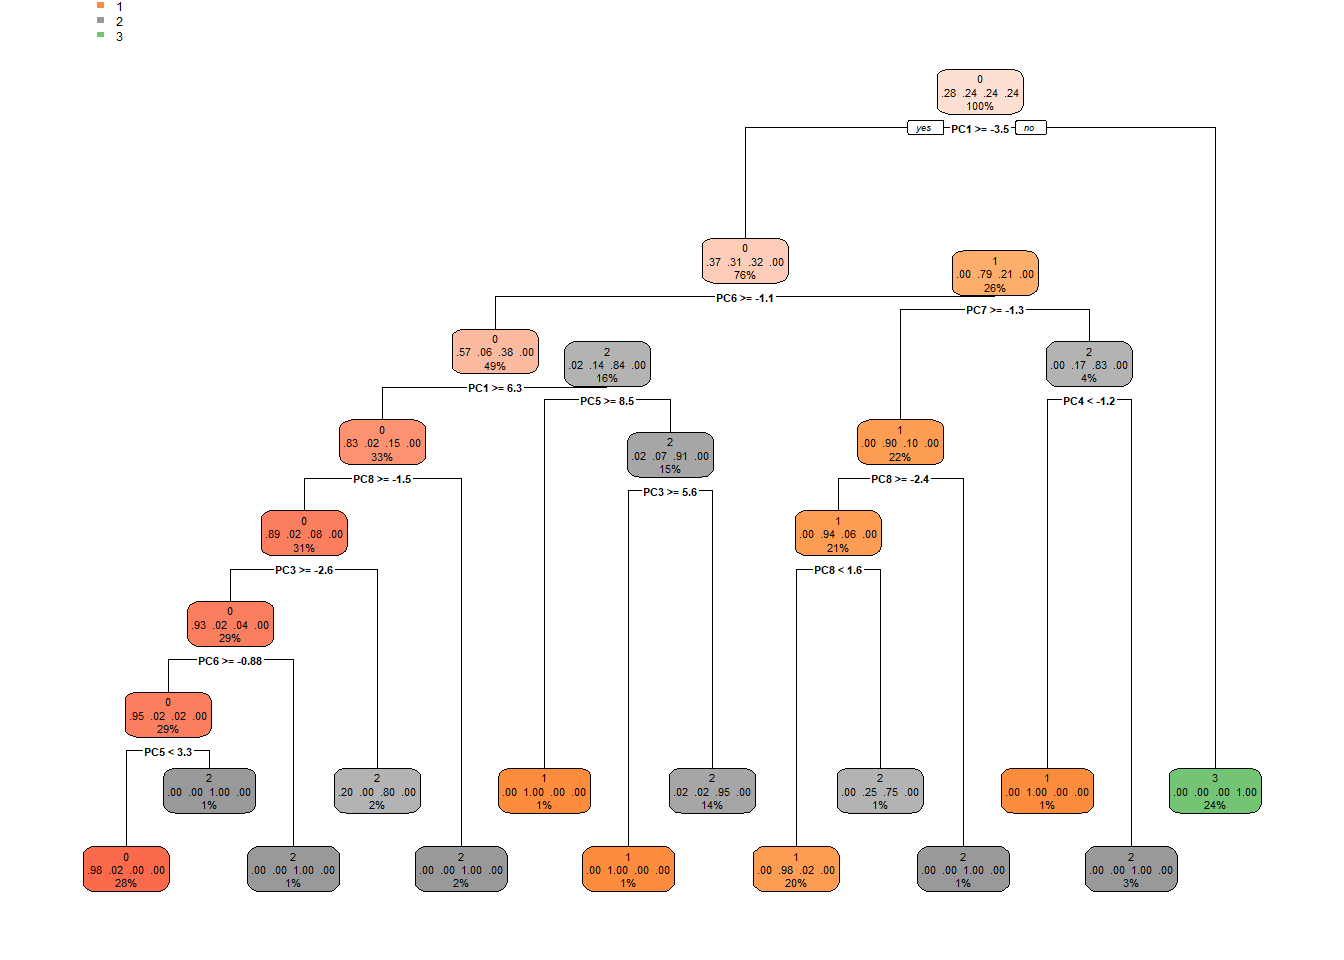 1
2
3
0
.28 .24 .24 .24
100%
yes PC1 >= -3.5 no
0
.37 .31 .32 .00
76%
1
.00 .79 .21 .00
26%
PC6 >= -1.1
PC7 >= -1.3
0
.57 .06 .38 .00
49%
2
.02 .14 .84 .00
16%
2
.00 .17 .83 .00
4%
PC1 >= 6.3
PC5 >= 8.5
PC4 < -1.2
0
.83 .02 .15 .00
33%
2
.02 .07 .91 .00
15%
1
.00 .90 .10 .00
22%
PC8 >= -1.5
PC3 >= 5.6
PC8 >= -2.4
0
.89 .02 .08 .00
31%
1
.00 .94 .06 .00
21%
PC3 >= -2.6
PC8 < 1.6
0
.93 .02 .04 .00
29%
PC6 >= -0.88
0
.95 .02 .02 .00
29%
PC5 < 3.3
2
.00 .00 1.00 .00
1%
2
.20 .00 .80 .00
2%
1
.00 1.00 .00 .00
1%
2
.02 .02 .95 .00
14%
2
.00 .25 .75 .00
1%
1
.00 1.00 .00 .00
1%
3
.00 .00 .00 1.00
24%
0
.98 .02 .00 .00
28%
2
.00 .00 1.00 .00
1%
2
.00 .00 1.00 .00
2%
1
.00 1.00 .00 .00
1%
1
.00 .98 .02 .00
20%
2
.00 .00 1.00 .00
1%
2
.00 .00 1.00 .00
3%